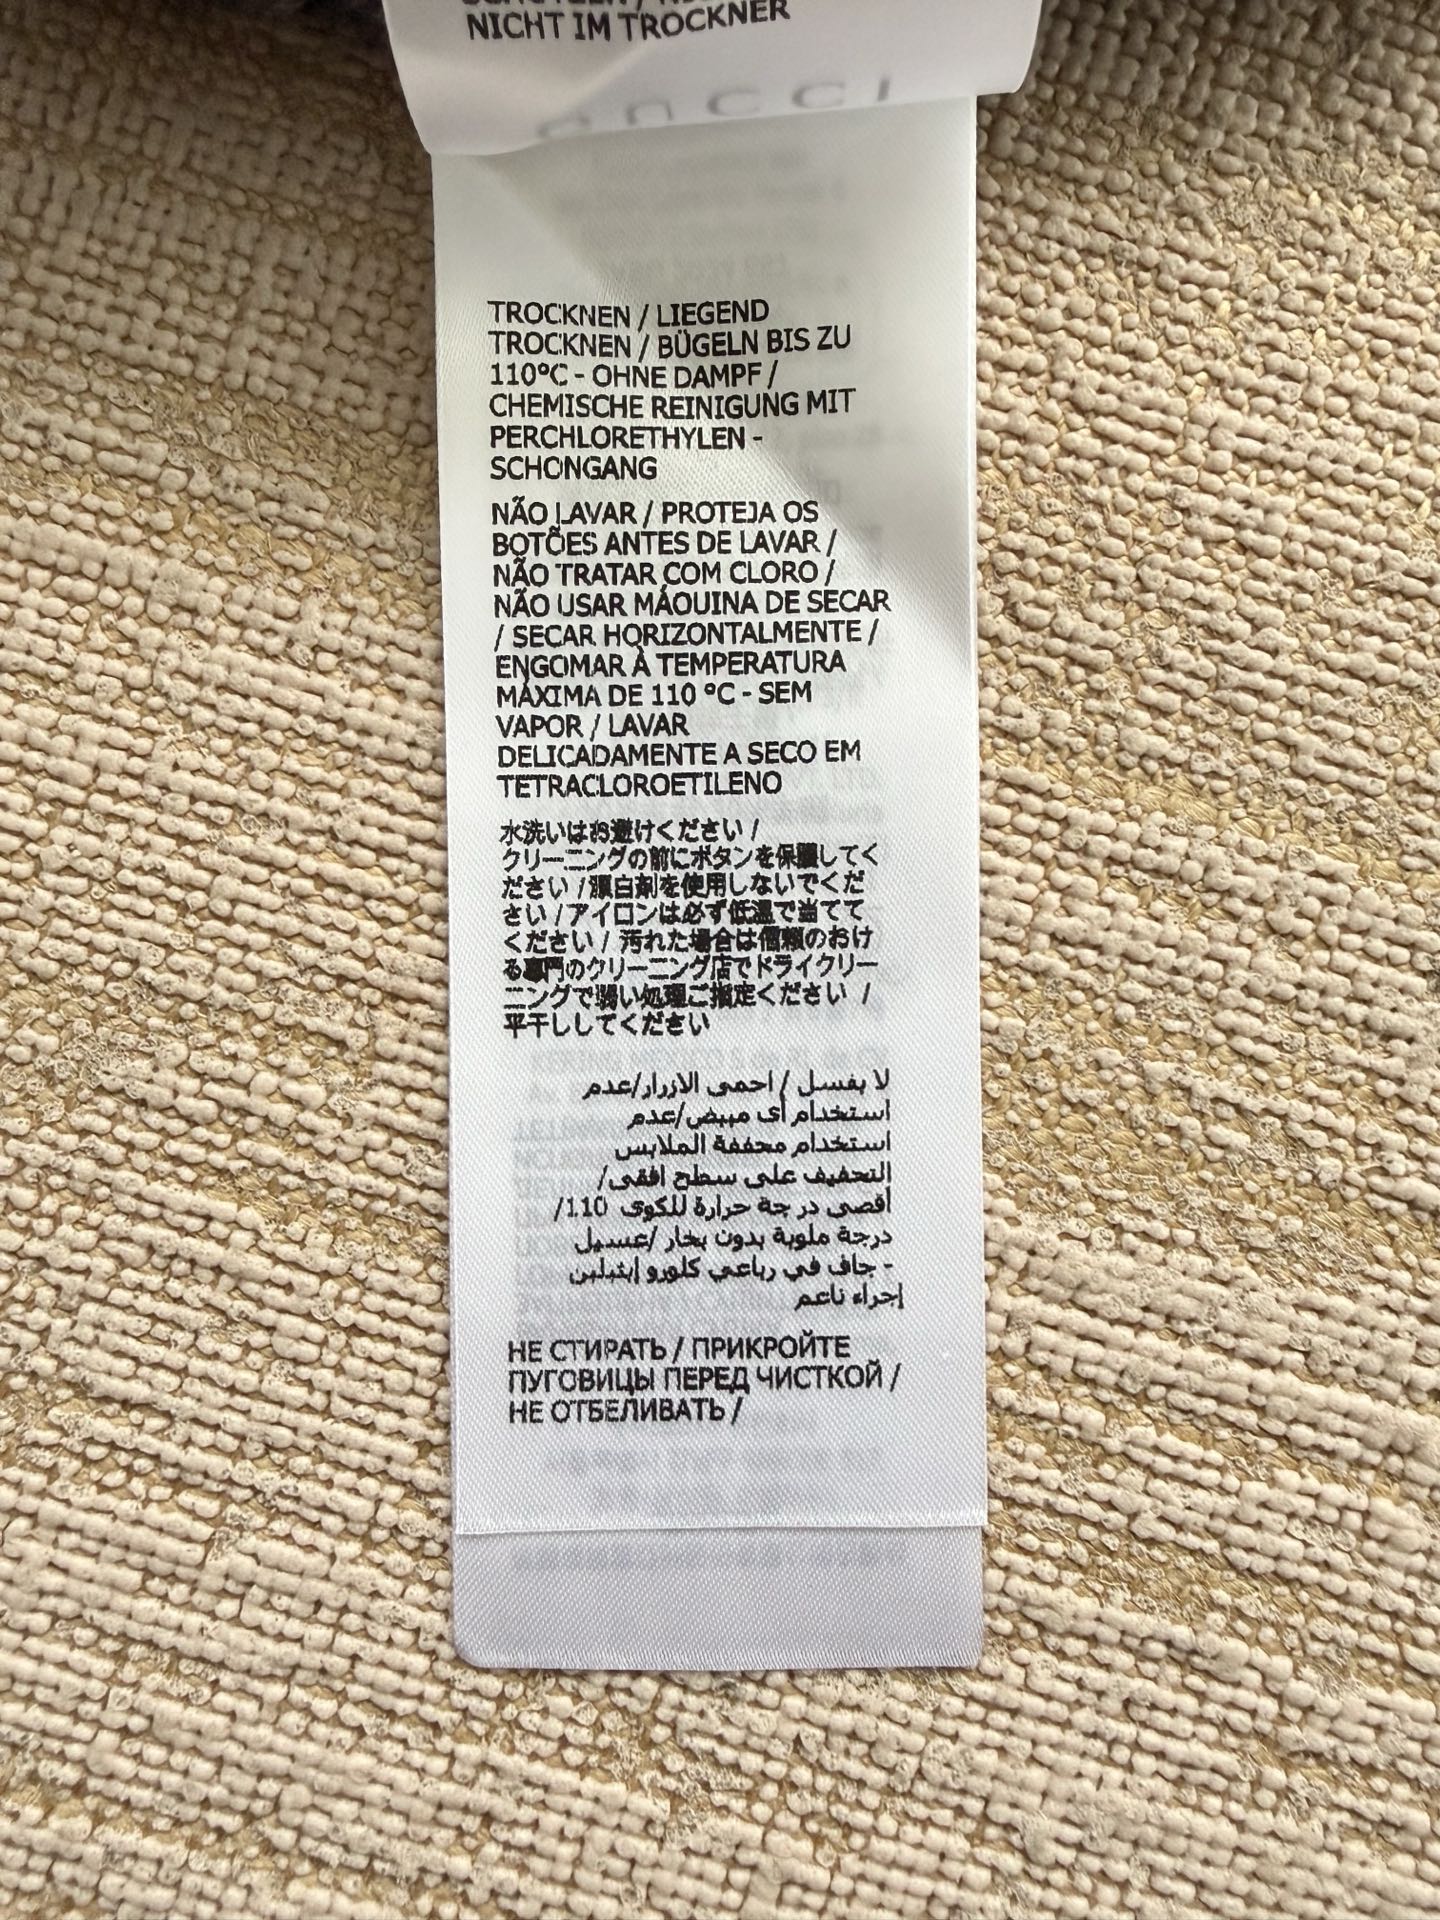 NICHT IM TROCKNER
GUCCI
TROCKNEN / LIEGEND
TROCKNEN / BÜGELN BIS ZU
110°C - OHNE DAMPF /
CHEMISCHE REINIGUNG MIT
PERCHLORETHYLEN -
SCHONGANG
NÃO LAVAR / PROTEJA OS
BOTÕES ANTES DE LAVAR /
NÃO TRATAR COM CLORO /
NÃO USAR MÁQUINA DE SECAR
/ SECAR HORIZONTALMENTE /
ENGOMAR À TEMPERATURA
MÁXIMA DE 110 °C - SEM
VAPOR / LAVAR
DELICADAMENTE A SECO EM
TETRACLOROETILENO
水洗いはお避けください /
クリーニングの前にボタンを保護してく
ださい / 漂白剤を使用しないでくだ
さい / アイロンは必ず低温で当てて
ください / 汚れた場合は信頼のおけ
る専門のクリーニング店でドライクリー
ニングで弱い処理ご指定ください /
平干ししてください
لا يغسل / احمى الازرار/عدم
استخدام أى مبيض/عدم
استخدام مجففة الملابس
التجفيف على سطح افقى/
أقصى در جة حرارة للكوى 110/
درجة ملوية بدون بخار /غسيل
- جاف في رباعي كلورو إيثيلين
إجراء ناعم
НЕ СТИРАТЬ / ПРИКРОЙТЕ
ПУГОВИЦЫ ПЕРЕД ЧИСТКОЙ /
НЕ ОТБЕЛИВАТЬ /